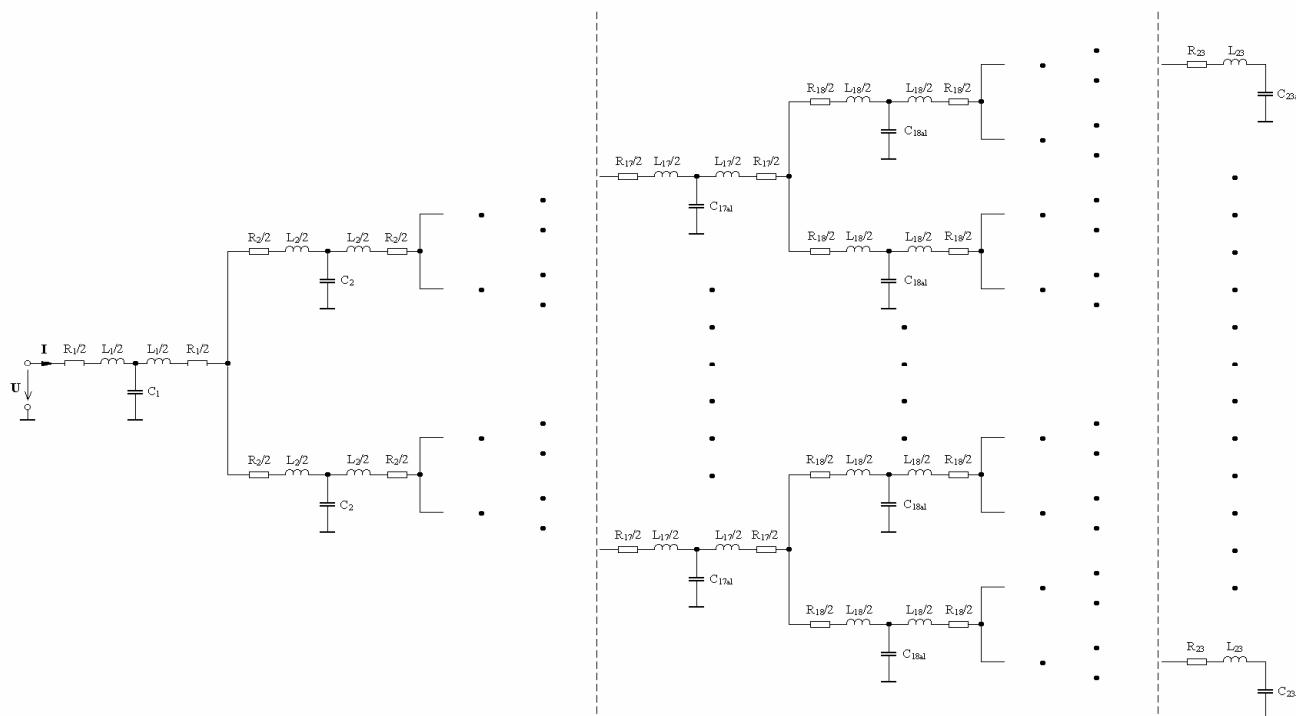 R₂₃ L₂₃
R₁₈/2 L₁₈/2 L₁₈/2 R₁₈/2
C₂₃ₐ
C₁₈ₐₗ
R₁₇/2 L₁₇/2 L₁₇/2 R₁₇/2
C₁₇ₐₗ
R₂/2 L₂/2 L₂/2 R₂/2
R₁₈/2 L₁₈/2 L₁₈/2 R₁₈/2
C₂
C₁₈ₐₗ
I R₁/2 L₁/2 L₁/2 R₁/2
U
C₁
R₂/2 L₂/2 L₂/2 R₂/2
R₁₈/2 L₁₈/2 L₁₈/2 R₁₈/2
C₂
C₁₈ₐₗ
R₁₇/2 L₁₇/2 L₁₇/2 R₁₇/2
C₁₇ₐₗ
R₁₈/2 L₁₈/2 L₁₈/2 R₁₈/2
R₂₃ L₂₃
C₁₈ₐₗ